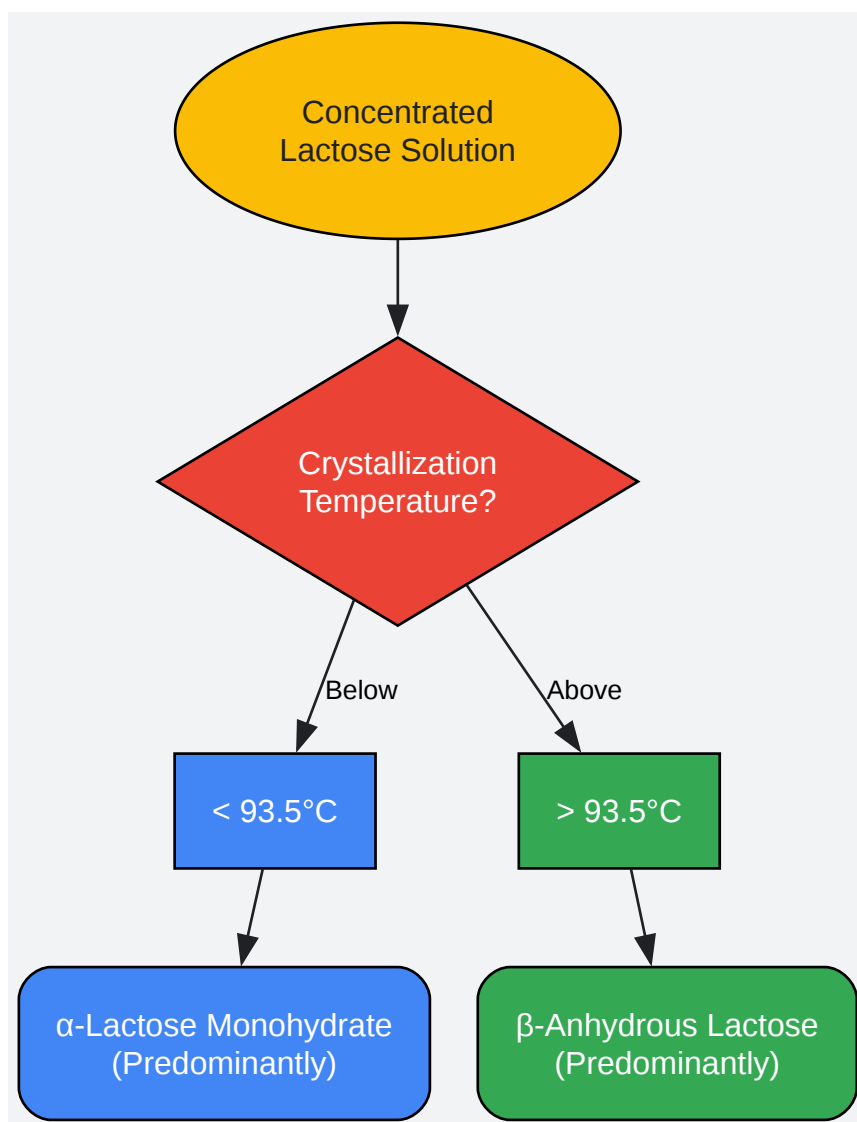 Concentrated
Lactose Solution
Crystallization
Temperature?
Below
Above
< 93.5°C
> 93.5°C
α-Lactose Monohydrate
(Predominantly)
β-Anhydrous Lactose
(Predominantly)